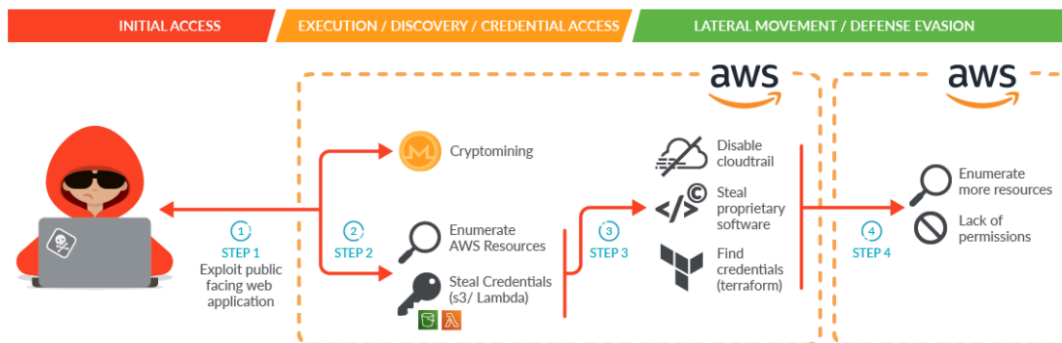 INITIAL ACCESS
EXECUTION / DISCOVERY / CREDENTIAL ACCESS
LATERAL MOVEMENT / DEFENSE EVASION
aws
aws
Cryptomining
Disable
cloudtrail
Enumerate
more resources
©
Steal
proprietary
software
1
STEP 1
Exploit public
facing web
application
2
STEP 2
Enumerate
AWS Resources
Steal Credentials
(s3/ Lambda)
3
STEP 3
Find
credentials
(terraform)
4
STEP 4
Lack of
permissions